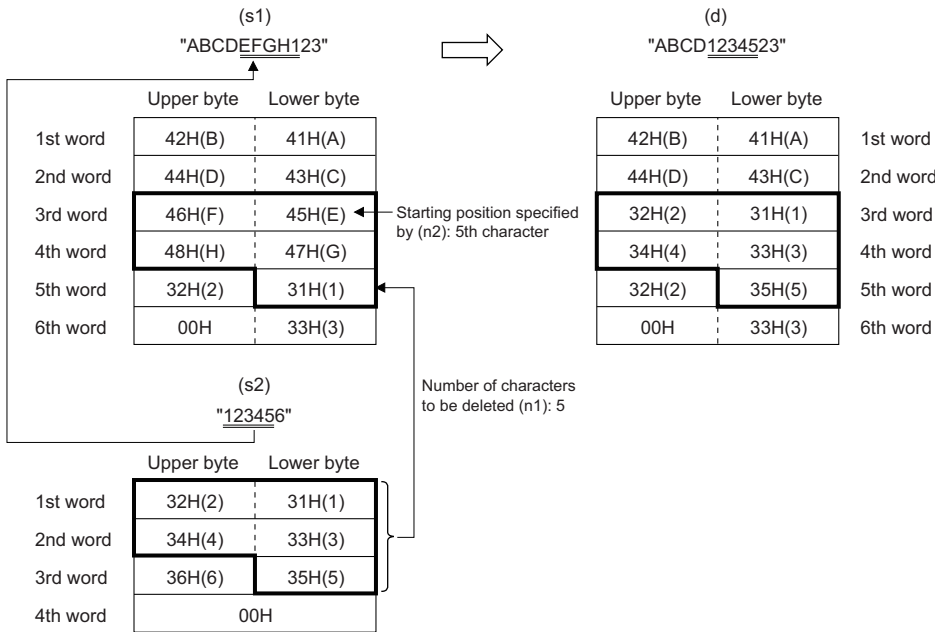 (s1)
(d)
"ABCDEFGH123"
"ABCD1234523"
Upper byte Lower byte
Upper byte Lower byte
1st word 42H(B) 41H(A)
42H(B) 41H(A) 1st word
2nd word 44H(D) 43H(C)
44H(D) 43H(C) 2nd word
3rd word 46H(F) 45H(E)
Starting position specified
by (n2): 5th character
32H(2) 31H(1) 3rd word
4th word 48H(H) 47H(G)
34H(4) 33H(3) 4th word
5th word 32H(2) 31H(1)
32H(2) 35H(5) 5th word
6th word 00H 33H(3)
00H 33H(3) 6th word
Number of characters
to be deleted (n1): 5
(s2)
"123456"
Upper byte Lower byte
1st word 32H(2) 31H(1)
2nd word 34H(4) 33H(3)
3rd word 36H(6) 35H(5)
4th word 00H